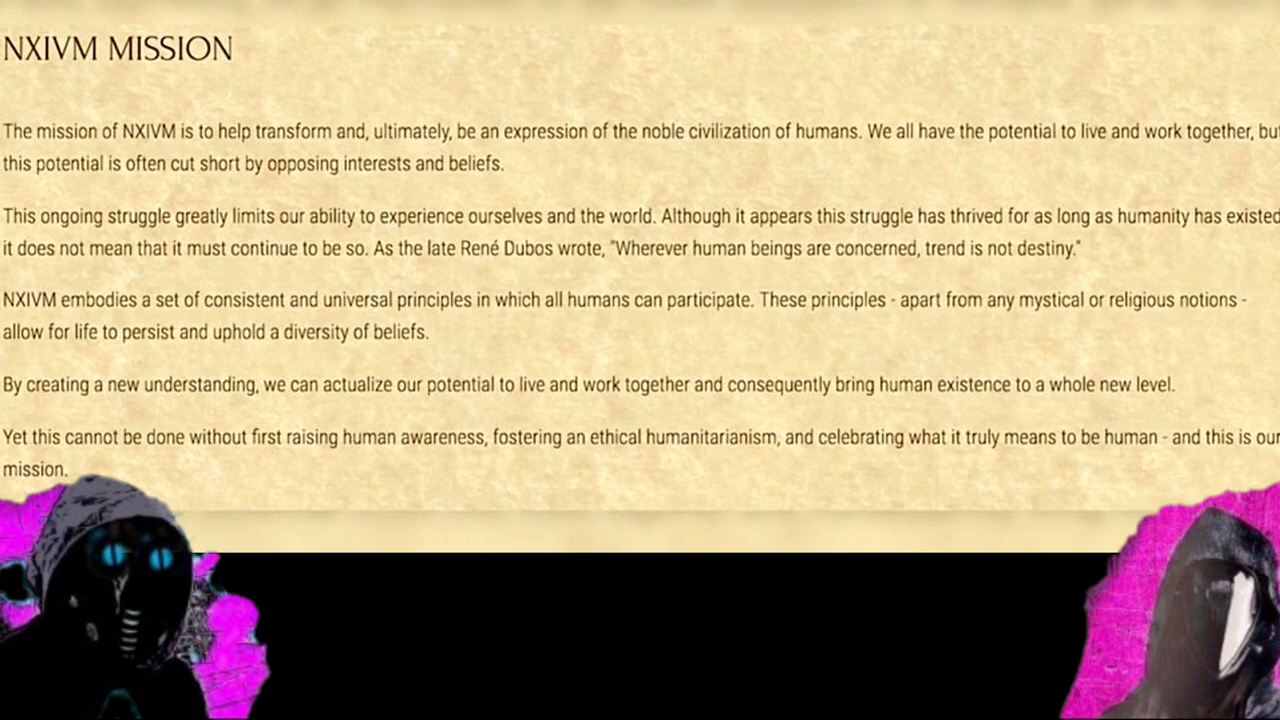 NXIVM MISSION
The mission of NXIVM is to help transform and, ultimately, be an expression of the noble civilization of humans. We all have the potential to live and work together, but
this potential is often cut short by opposing interests and beliefs.
This ongoing struggle greatly limits our ability to experience ourselves and the world. Although it appears this struggle has thrived for as long as humanity has existed
it does not mean that it must continue to be so. As the late René Dubos wrote, "Wherever human beings are concerned, trend is not destiny."
NXIVM embodies a set of consistent and universal principles in which all humans can participate. These principles - apart from any mystical or religious notions -
allow for life to persist and uphold a diversity of beliefs.
By creating a new understanding, we can actualize our potential to live and work together and consequently bring human existence to a whole new level.
Yet this cannot be done without first raising human awareness, fostering an ethical humanitarianism, and celebrating what it truly means to be human - and this is our
mission.